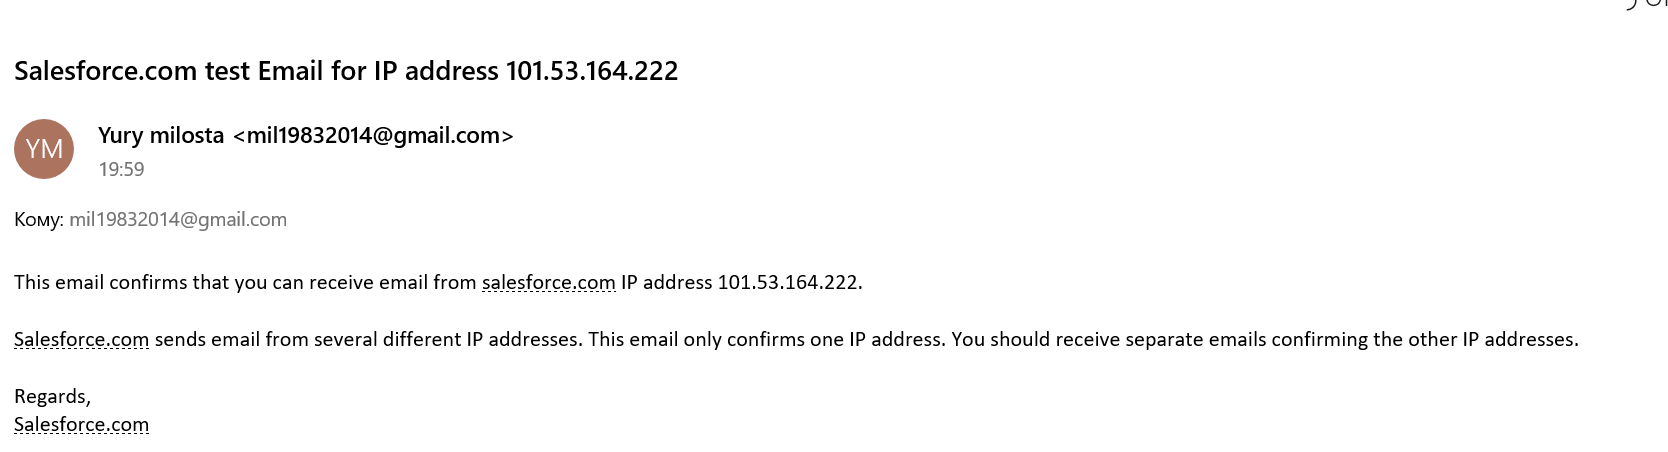 Salesforce.com test Email for IP address 101.53.164.222
YM
Yury milosta <mil19832014@gmail.com>
19:59
Кому: mil19832014@gmail.com
This email confirms that you can receive email from salesforce.com IP address 101.53.164.222.
Salesforce.com sends email from several different IP addresses. This email only confirms one IP address. You should receive separate emails confirming the other IP addresses.
Regards,
Salesforce.com